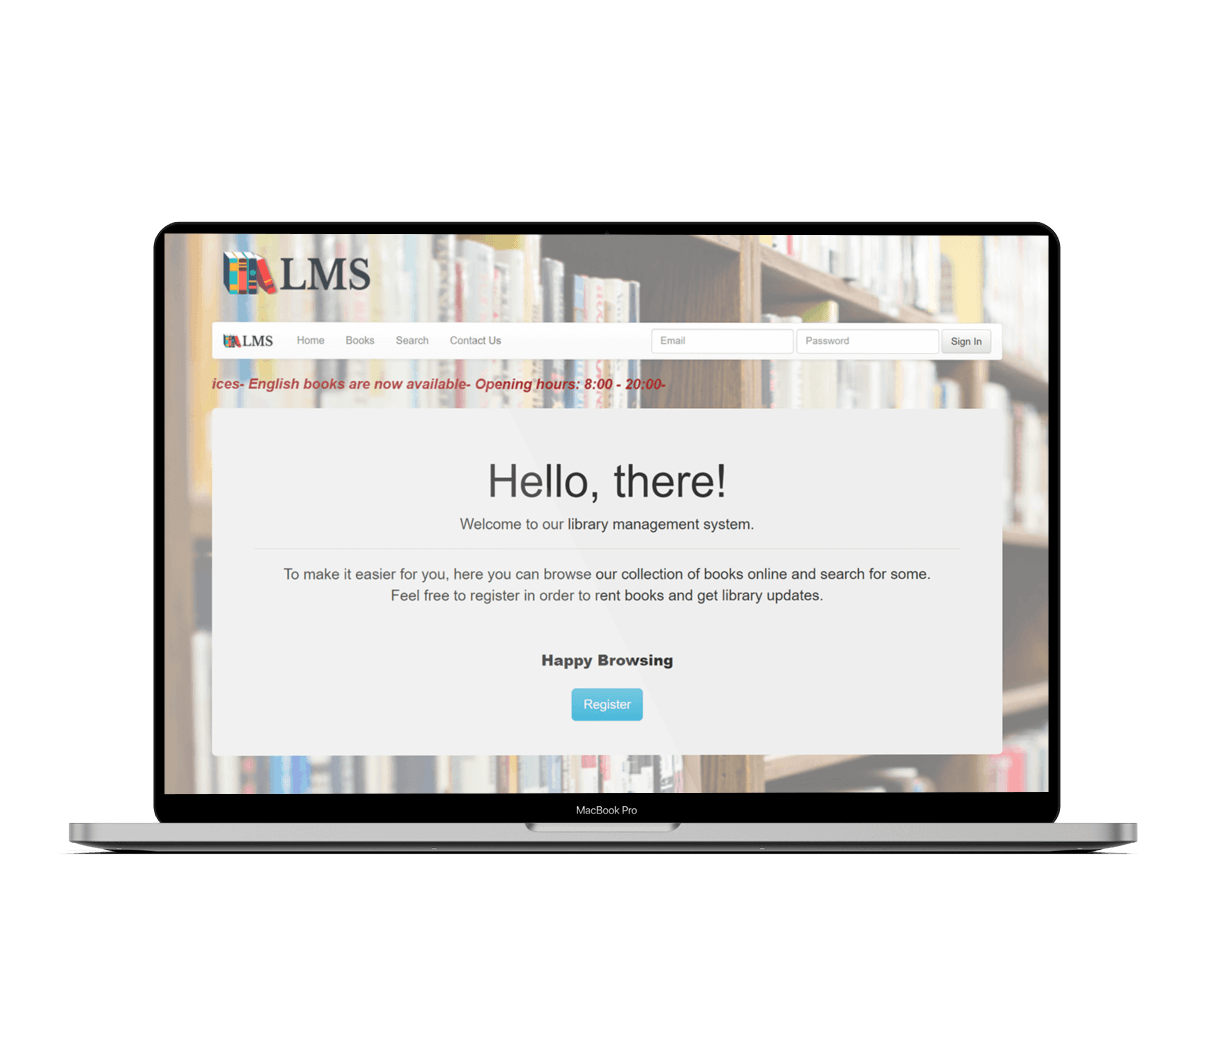 LMS
LMS Home Books Search Contact Us Email Password Sign In
ices- English books are now available- Opening hours: 8:00 - 20:00-
Hello, there!
Welcome to our library management system.
To make it easier for you, here you can browse our collection of books online and search for some.
Feel free to register in order to rent books and get library updates.
Happy Browsing
Register
MacBook Pro